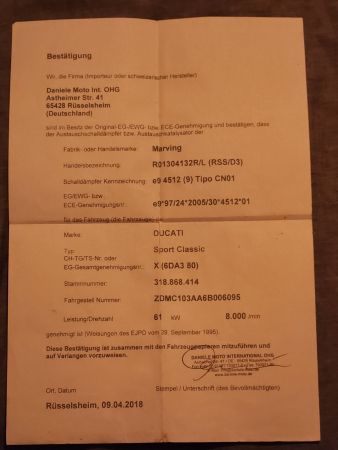 Bestätigung
Wir, die Firma (Importeur oder schweizerischer Hersteller)
Daniele Moto Int. OHG
Astheimer Str. 41
65428 Rüsselsheim
(Deutschland)
sind im Besitz der Original-EG-/EWG- bzw. ECE-Genehmigung und bestätigen, dass
der Austauschschalldämpfer bzw. Austauschkatalysator der
Fabrik- oder Handelsmarke: Marving
Handelsbezeichnung: R01304132R/L (RSS/D3)
Schalldämpfer Kennzeichnung: e9 4512 (9) Tipo CN01
EG-/EWG- bzw.
ECE-Genehmigungsnr.: e9*97/24*2005/30*4512*01
für das Fahrzeug (die Fahrzeuge)
Marke: DUCATI
Typ: Sport Classic
CH-TG/TS-Nr. oder
EG-Gesamtgenehmigungsnr.: X (6DA3 80)
Stammnummer: 318.868.414
Fahrgestell Nummer: ZDMC103AA6B006095
Leistung/Drehzahl 61 kW 8.000 /min
genehmigt ist (Weisungen des EJPD vom 29. September 1995).
Diese Bestätigung ist zusammen mit den Fahrzeugpapieren mitzuführen und
auf Verlangen vorzuweisen.
DANIELE MOTO INTERNATIONAL OHG
Ort, Datum Stempel / Unterschrift (des Bevollmächtigten)
Rüsselsheim, 09.04.2018